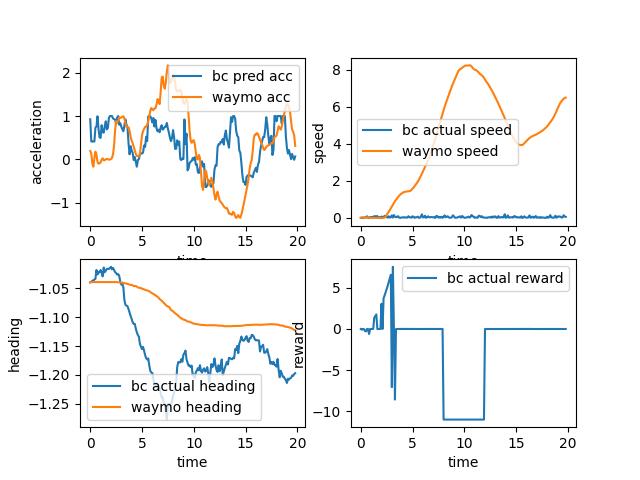 2
1
0
−1
acceleration
bc pred acc
waymo acc
0
5
10
15
20
time
8
6
4
2
0
speed
bc actual speed
waymo speed
0
5
10
15
20
time
−1.05
−1.10
−1.15
−1.20
−1.25
heading
bc actual heading
waymo heading
0
5
10
15
20
time
5
0
−5
−10
reward
bc actual reward
0
5
10
15
20
time